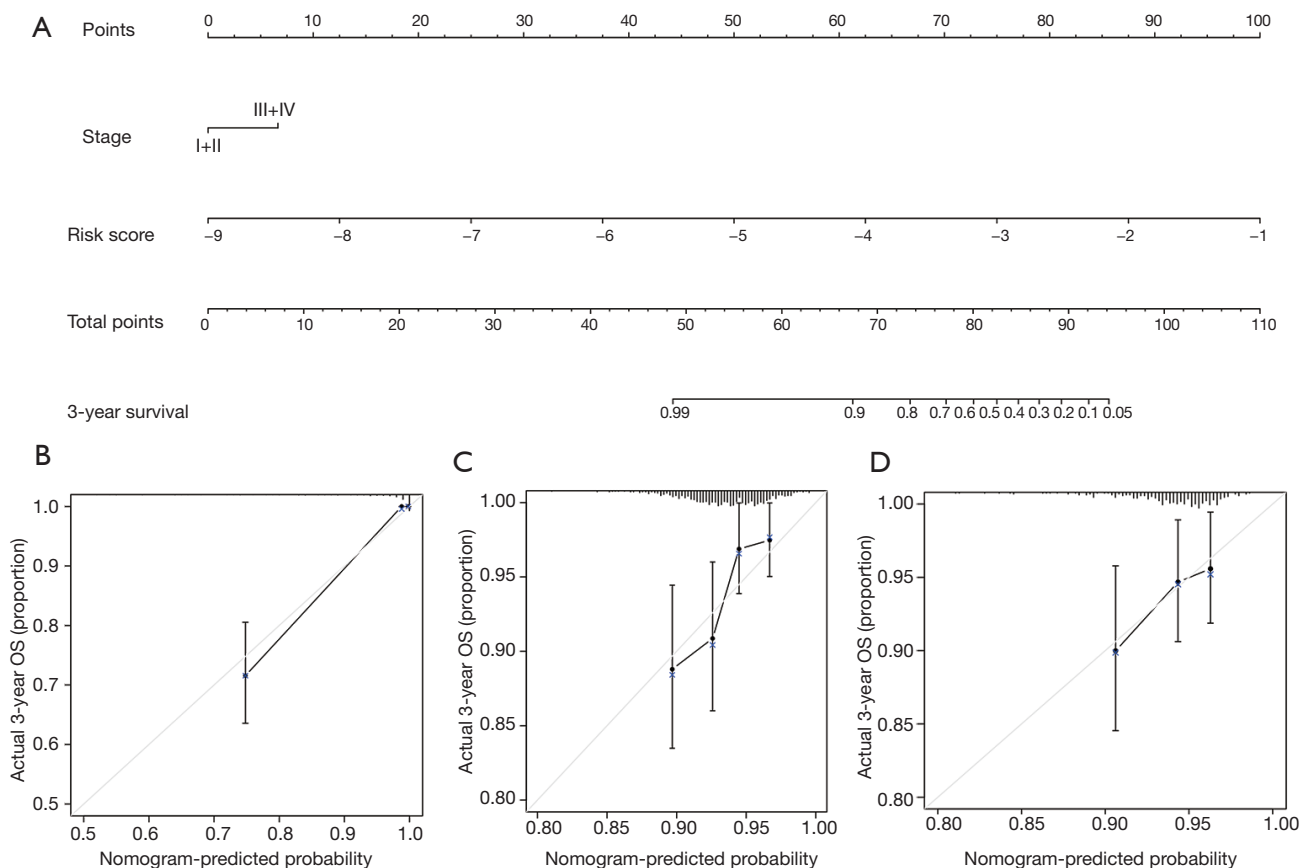 A
Points
0 10 20 30 40 50 60 70 80 90 100
III+IV
Stage
I+II
Risk score
−9 −8 −7 −6 −5 −4 −3 −2 −1
Total points
0 10 20 30 40 50 60 70 80 90 100 110
3-year survival
0.99 0.9 0.8 0.7 0.6 0.5 0.4 0.3 0.2 0.1 0.05
B
Actual 3-year OS (proportion)
1.0
0.9
0.8
0.7
0.6
0.5
0.5 0.6 0.7 0.8 0.9 1.0
Nomogram-predicted probability
C
Actual 3-year OS (proportion)
1.00
0.95
0.90
0.85
0.80
0.80 0.85 0.90 0.95 1.00
Nomogram-predicted probability
D
Actual 3-year OS (proportion)
1.00
0.95
0.90
0.85
0.80
0.80 0.85 0.90 0.95 1.00
Nomogram-predicted probability